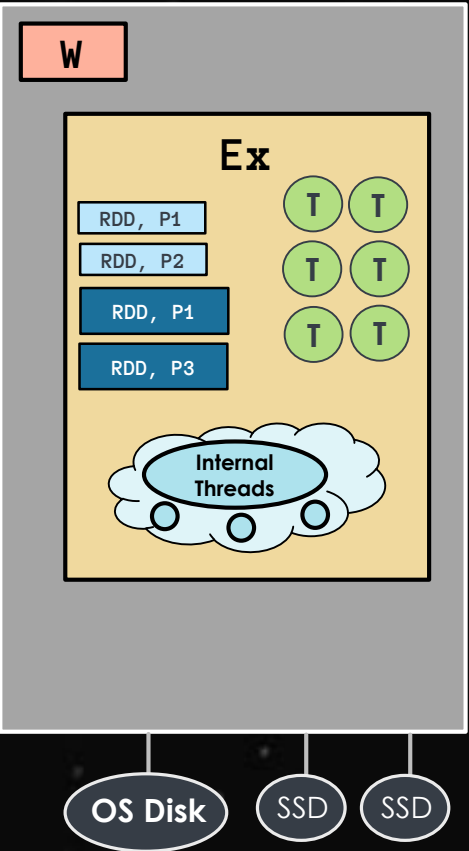 W
Ex
RDD, P1
RDD, P2
RDD, P1
RDD, P3
T T
T T
T T
Internal
Threads
OS Disk
SSD
SSD